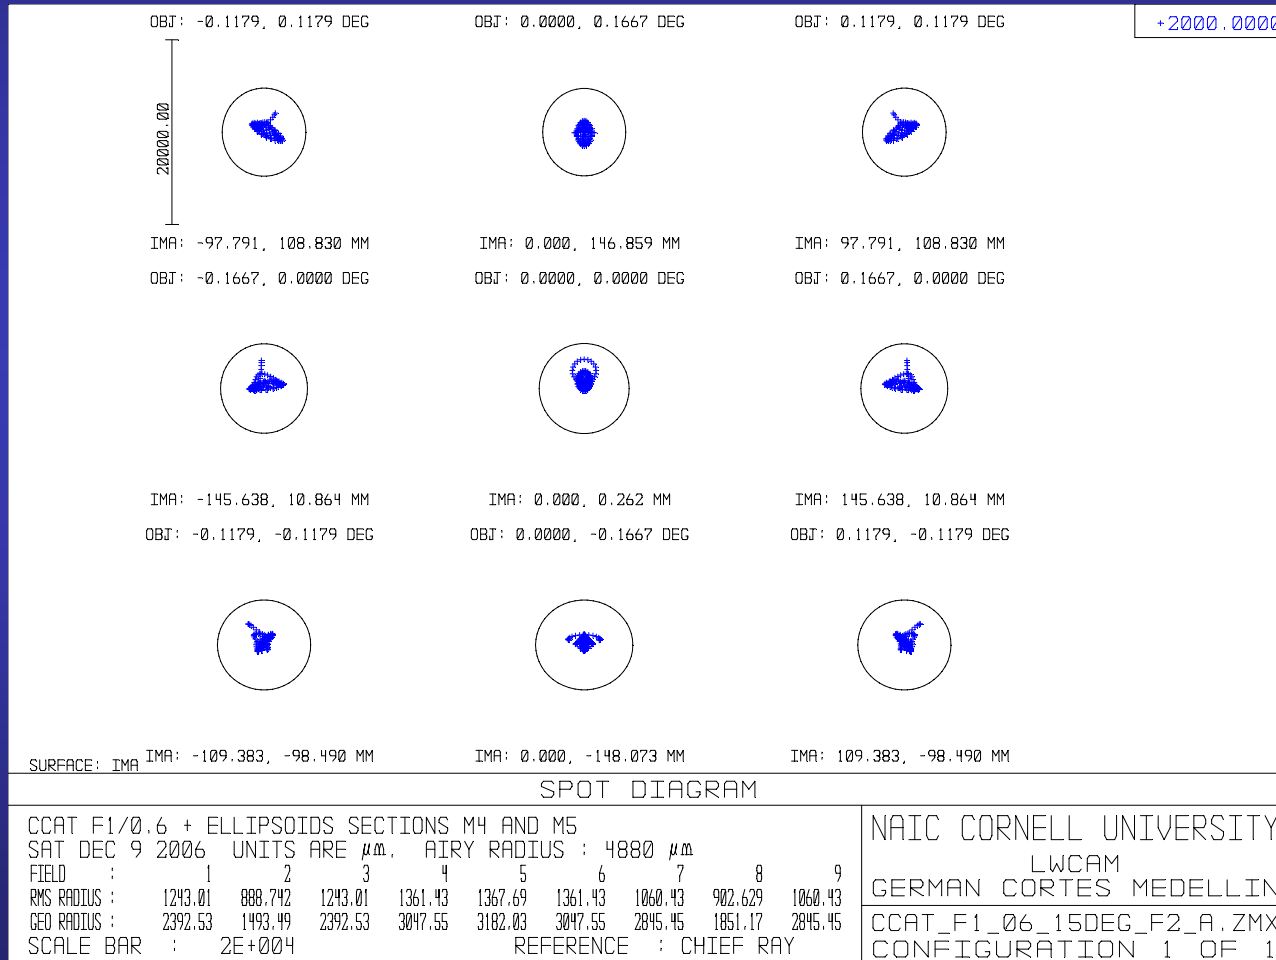 OBJ: -0.1179, 0.1179 DEG OBJ: 0.0000, 0.1667 DEG OBJ: 0.1179, 0.1179 DEG
+2000.0000
20000.00
IMA: -97.791, 108.830 MM IMA: 0.000, 146.859 MM IMA: 97.791, 108.830 MM
OBJ: -0.1667, 0.0000 DEG OBJ: 0.0000, 0.0000 DEG OBJ: 0.1667, 0.0000 DEG
IMA: -145.638, 10.864 MM IMA: 0.000, 0.262 MM IMA: 145.638, 10.864 MM
OBJ: -0.1179, -0.1179 DEG OBJ: 0.0000, -0.1667 DEG OBJ: 0.1179, -0.1179 DEG
IMA: -109.383, -98.490 MM IMA: 0.000, -148.073 MM IMA: 109.383, -98.490 MM
SURFACE: IMA
SPOT DIAGRAM
CCAT F1/0.6 + ELLIPSOIDS SECTIONS M4 AND M5
SAT DEC 9 2006 UNITS ARE µm. AIRY RADIUS : 4880 µm
FIELD : 1 2 3 4 5 6 7 8 9
RMS RADIUS : 1243.01 888.742 1243.01 1361.43 1367.69 1361.43 1060.43 902.629 1060.43
GEO RADIUS : 2392.53 1493.49 2392.53 3047.55 3182.03 3047.55 2845.45 1851.17 2845.45
SCALE BAR : 2E+004 REFERENCE : CHIEF RAY
NAIC CORNELL UNIVERSITY
LWCAM
GERMAN CORTES MEDELLIN
CCAT_F1_06_15DEG_F2_A.ZMX
CONFIGURATION 1 OF 1